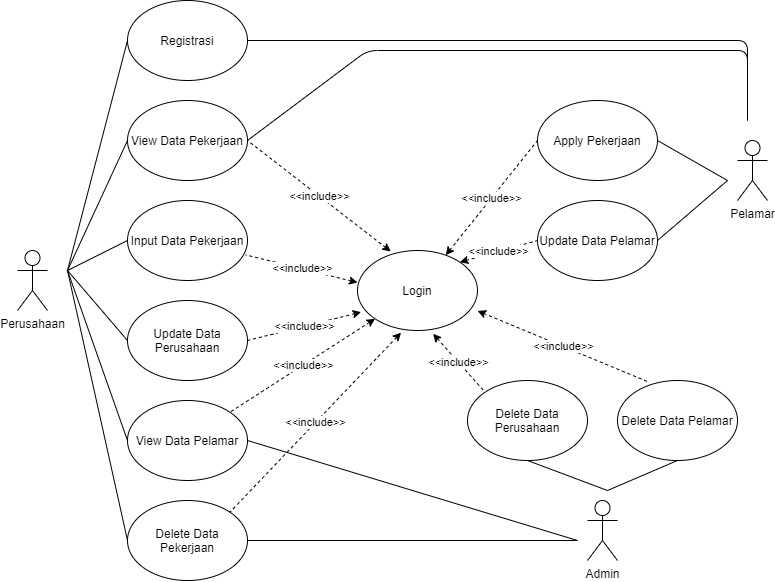 Registrasi
View Data Pekerjaan
Apply Pekerjaan
<<include>>
<<include>>
Pelamar
Input Data Pekerjaan
Update Data Pelamar
<<include>>
<<include>>
Login
Perusahaan
Update Data
Perusahaan
<<include>>
<<include>>
<<include>>
<<include>>
View Data Pelamar
<<include>>
Delete Data
Perusahaan
Delete Data Pelamar
Delete Data
Pekerjaan
Admin